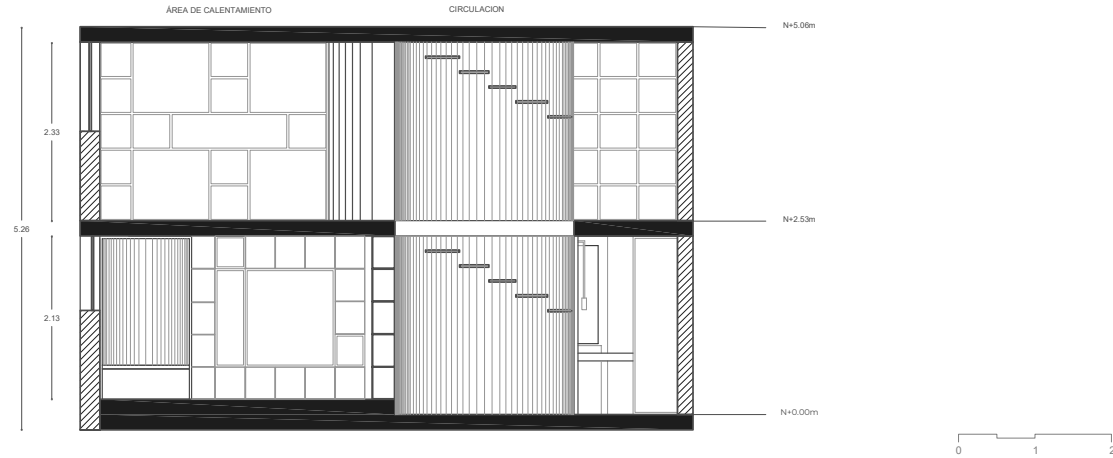 ÁREA DE CALENTAMIENTO
CIRCULACION
N+5.06m
2.33
N+2.53m
5.26
2.13
N+0.00m
0 1 2